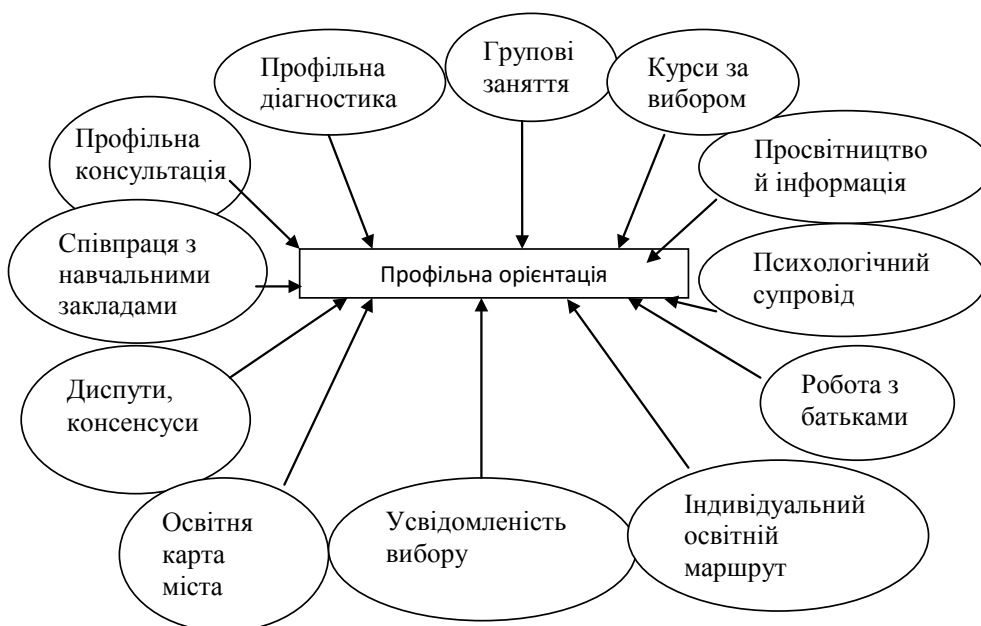 Групові
заняття
Профільна
діагностика
Курси за
вибором
Профільна
консультація
Просвітництво
й інформація
Співпраця з
навчальними
закладами
Профільна орієнтація
Психологічний
супровід
Диспути,
консенсуси
Робота з
батьками
Освітня
карта
міста
Усвідомленість
вибору
Індивідуальний
освітній
маршрут